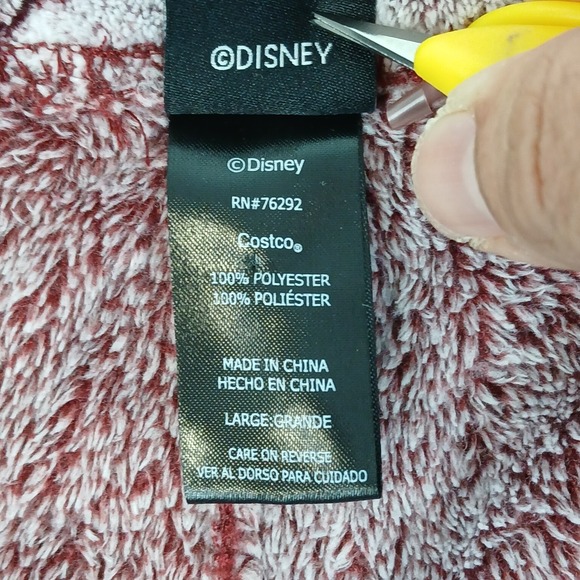 ©DISNEY
©Disney
RN#76292
Costco®
100% POLYESTER
100% POLIÉSTER
MADE IN CHINA
HECHO EN CHINA
LARGE:GRANDE
CARE ON REVERSE
VER AL DORSO PARA CUIDADO